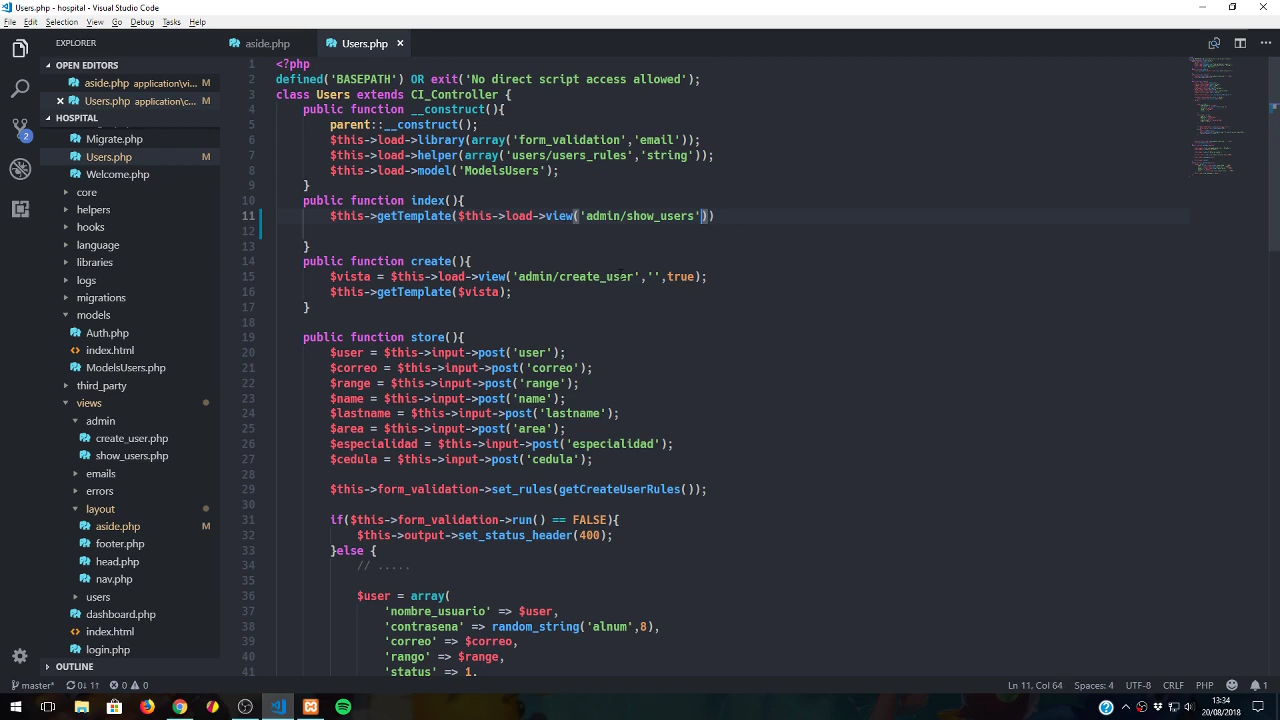 Users.php - hospital - Visual Studio Code
File Edit Selection View Go Debug Tasks Help
EXPLORER
aside.php
Users.php
OPEN EDITORS
aside.php application\vi... M
Users.php application\c... M
HOSPITAL
Migrate.php
Users.php M
Welcome.php
core
helpers
hooks
language
libraries
logs
migrations
models
Auth.php
index.html
ModelsUsers.php
third_party
views
admin
create_user.php
show_users.php
emails
errors
layout
aside.php M
footer.php
head.php
nav.php
users
dashboard.php
index.html
login.php
OUTLINE
2
1 <?php
2 defined('BASEPATH') OR exit('No direct script access allowed');
3 class Users extends CI_Controller {
4 public function __construct(){
5 parent::__construct();
6 $this->load->library(array('form_validation','email'));
7 $this->load->helper(array('users/users_rules','string'));
8 $this->load->model('ModelsUsers');
9 }
10 public function index(){
11 $this->getTemplate($this->load->view('admin/show_users'))
12
13 }
14 public function create(){
15 $vista = $this->load->view('admin/create_user','',true);
16 $this->getTemplate($vista);
17 }
18
19 public function store(){
20 $user = $this->input->post('user');
21 $correo = $this->input->post('correo');
22 $range = $this->input->post('range');
23 $name = $this->input->post('name');
24 $lastname = $this->input->post('lastname');
25 $area = $this->input->post('area');
26 $especialidad = $this->input->post('especialidad');
27 $cedula = $this->input->post('cedula');
28
29 $this->form_validation->set_rules(getCreateUserRules());
30
31 if($this->form_validation->run() == FALSE){
32 $this->output->set_status_header(400);
33 }else {
34 // .....
35
36 $user = array(
37 'nombre_usuario' => $user,
38 'contrasena' => random_string('alnum',8),
39 'correo' => $correo,
40 'rango' => $range,
41 'status' => 1,
master* 0↓ 1↑ 0 0
Ln 11, Col 64 Spaces: 4 UTF-8 CRLF PHP 1
13:34
20/08/2018